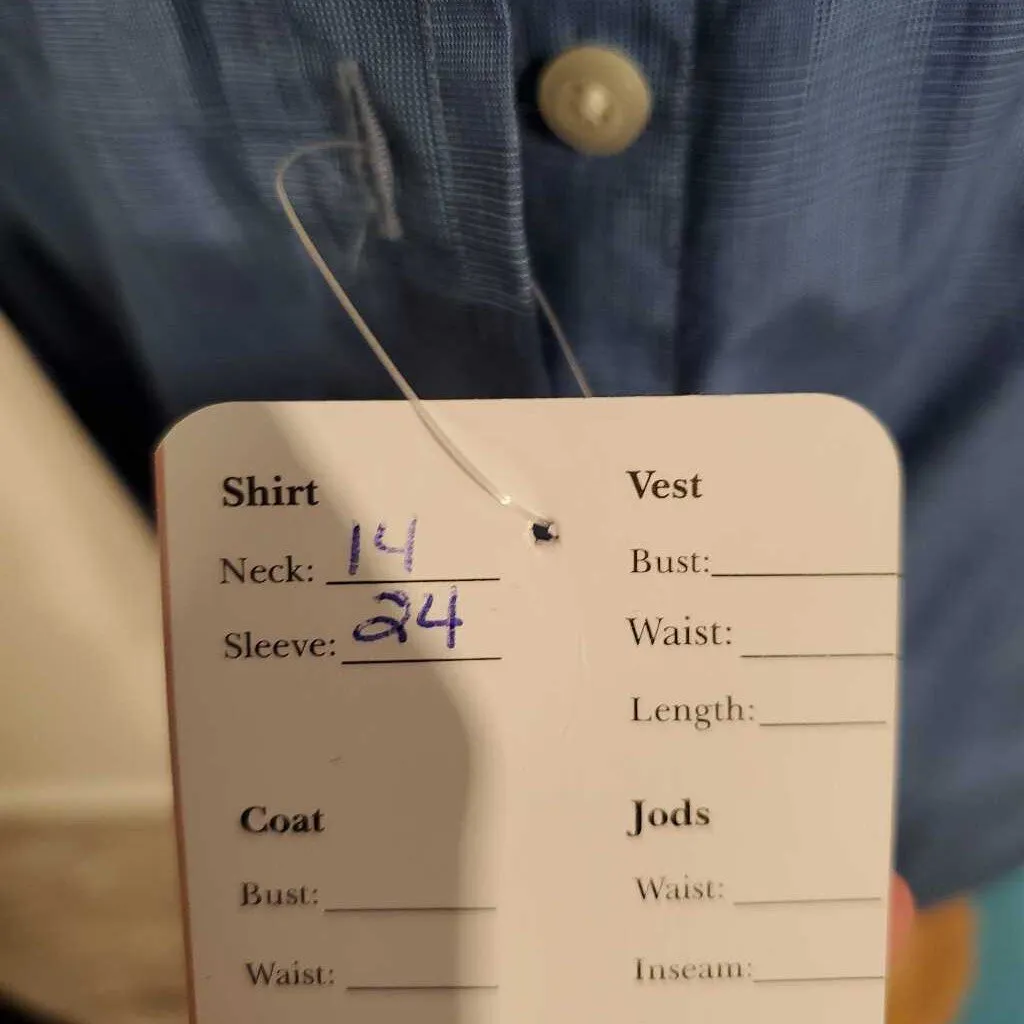 Shirt
Neck: 14
Sleeve: 24
Coat
Bust:
Waist:
Vest
Bust:
Waist:
Length:
Jods
Waist:
Inseam: